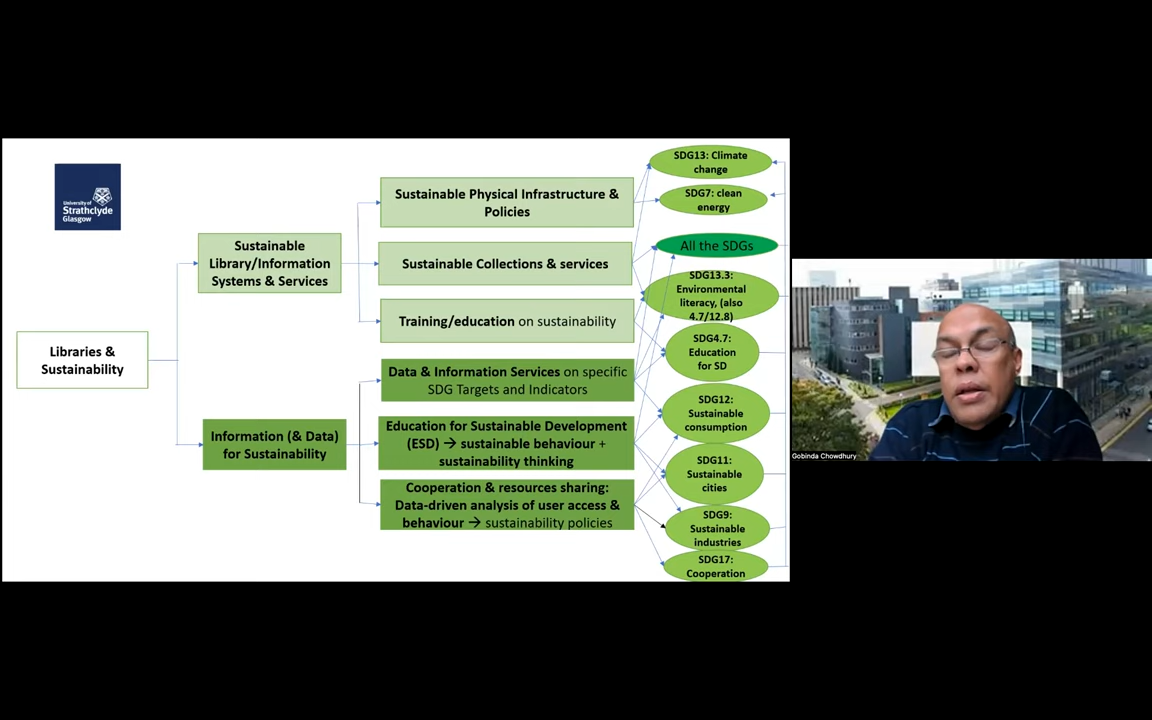 University of
Strathclyde
Glasgow
Libraries &
Sustainability
Sustainable
Library/Information
Systems & Services
Information (& Data)
for Sustainability
Sustainable Physical Infrastructure &
Policies
Sustainable Collections & services
Training/education on sustainability
Data & Information Services on specific
SDG Targets and Indicators
Education for Sustainable Development
(ESD) → sustainable behaviour +
sustainability thinking
Cooperation & resources sharing:
Data-driven analysis of user access &
behaviour → sustainability policies
SDG13: Climate
change
SDG7: clean
energy
All the SDGs
SDG13.3:
Environmental
literacy, (also
4.7/12.8)
SDG4.7:
Education
for SD
SDG12:
Sustainable
consumption
SDG11:
Sustainable
cities
SDG9:
Sustainable
industries
SDG17:
Cooperation
Gobinda Chowdhury